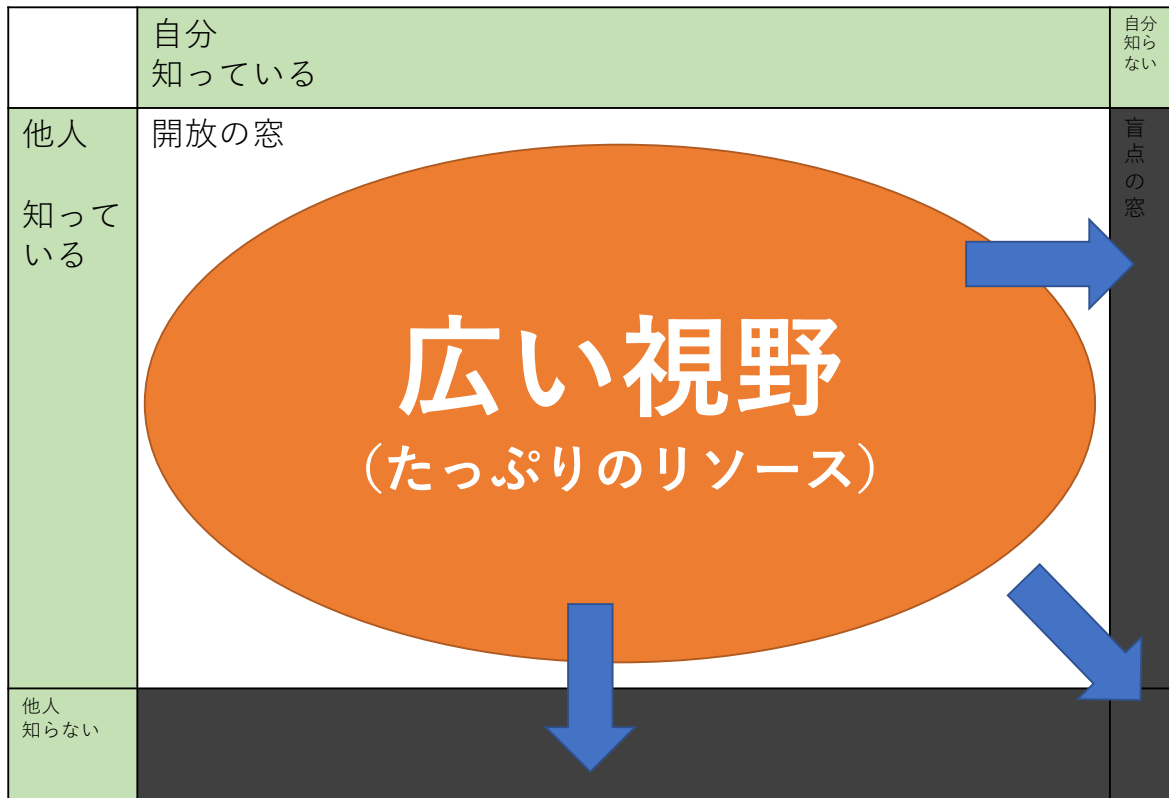 自分
知っている
自分
知ら
ない
他人
知って
いる
開放の窓
盲点の窓
広い視野
（たっぷりのリソース）
他人
知らない